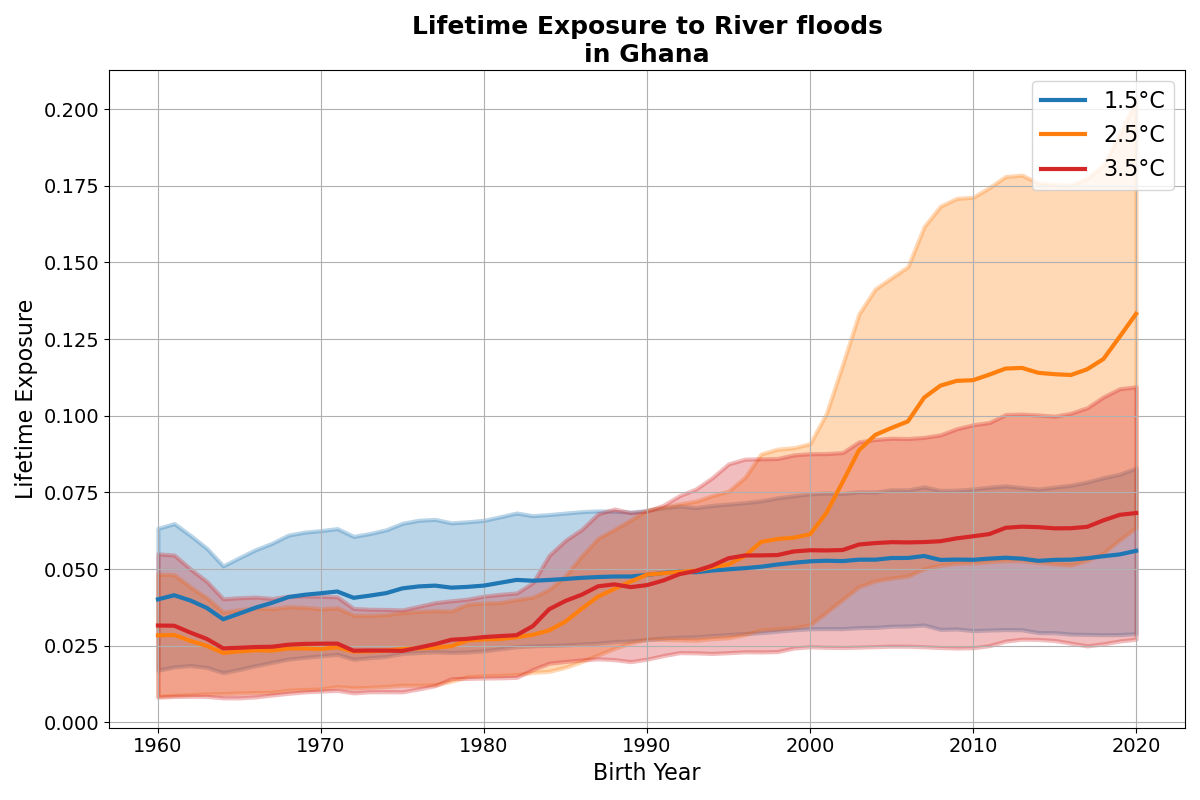 Lifetime Exposure to River floods
in Ghana
1.5°C
2.5°C
3.5°C
Lifetime Exposure
0.200
0.175
0.150
0.125
0.100
0.075
0.050
0.025
0.000
1960 1970 1980 1990 2000 2010 2020
Birth Year